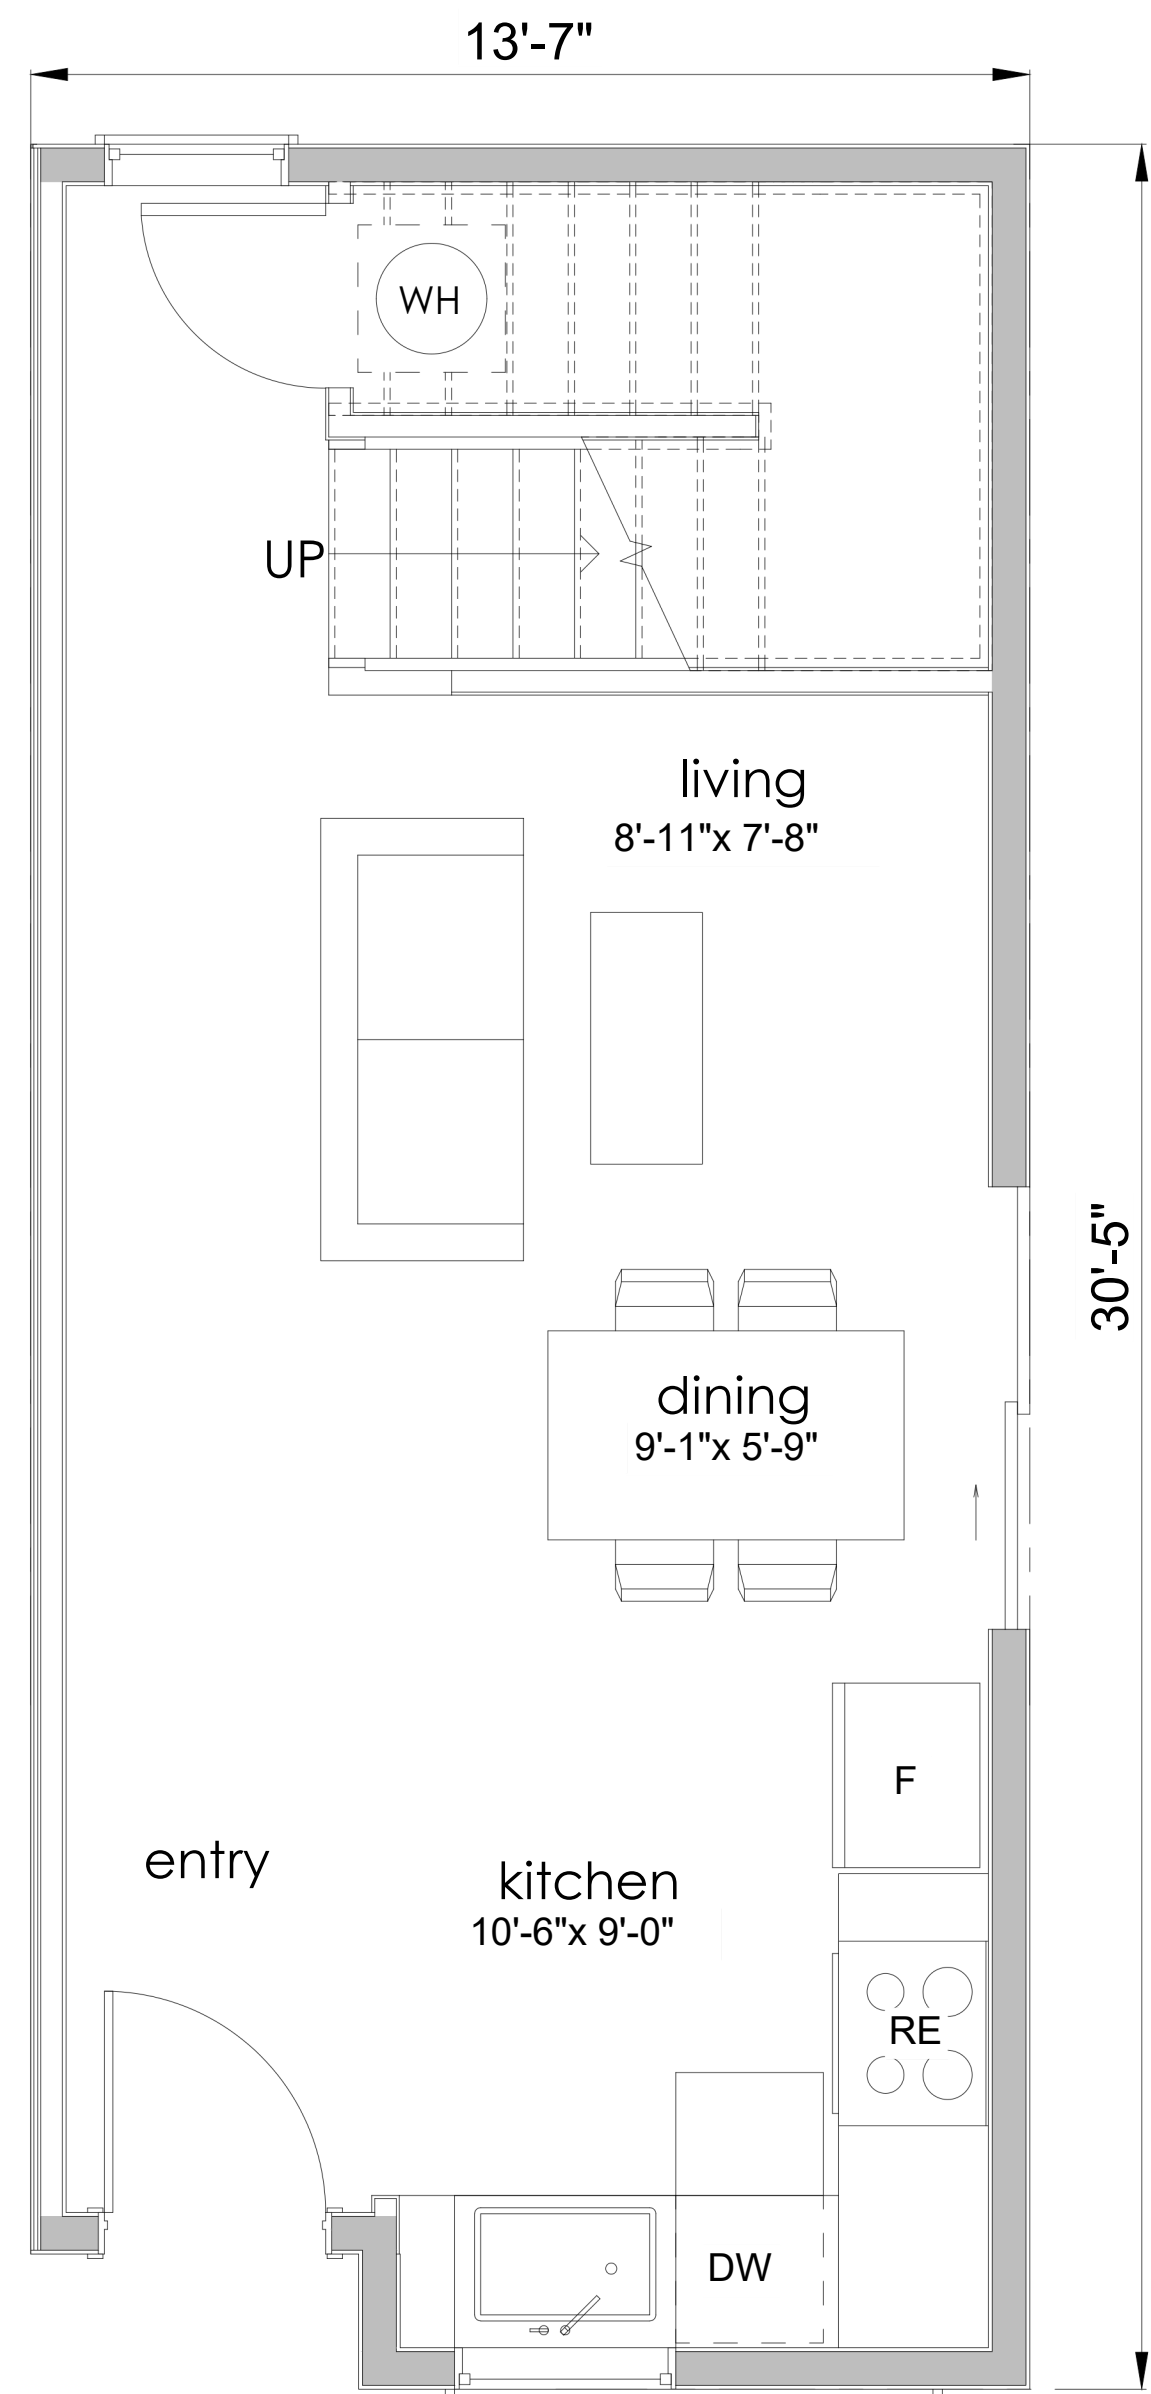 13'-7"
WH
UP
living
8'-11"x 7'-8"
30'-5"
dining
9'-1"x 5'-9"
F
entry
kitchen
10'-6"x 9'-0"
RE
DW